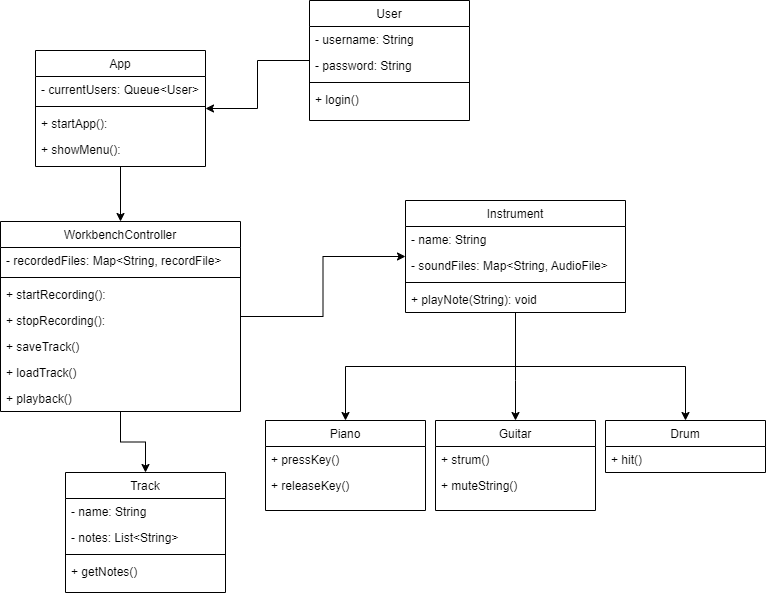 User
- username: String
- password: String
+ login()
App
- currentUsers: Queue<User>
+ startApp():
+ showMenu():
WorkbenchController
- recordedFiles: Map<String, recordFile>
+ startRecording():
+ stopRecording():
+ saveTrack()
+ loadTrack()
+ playback()
Instrument
- name: String
- soundFiles: Map<String, AudioFile>
+ playNote(String): void
Piano
+ pressKey()
+ releaseKey()
Guitar
+ strum()
+ muteString()
Drum
+ hit()
Track
- name: String
- notes: List<String>
+ getNotes()